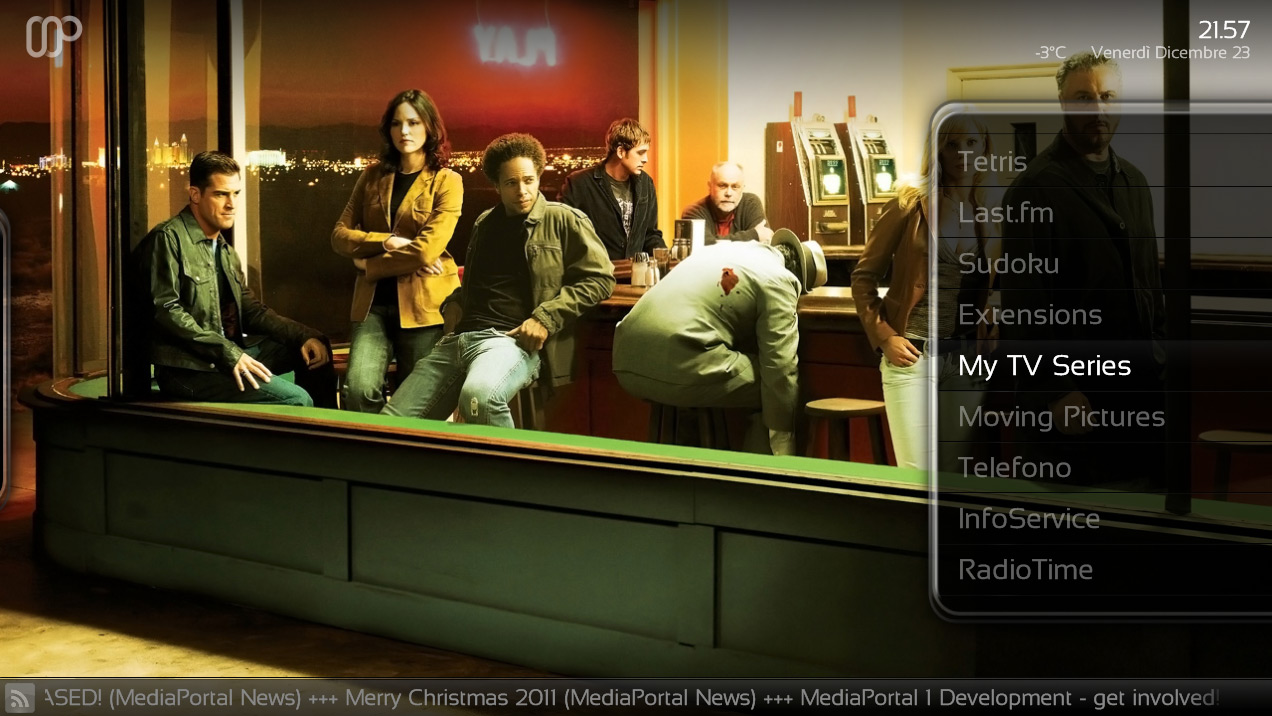 PLAY
21.57
-3°C Venerdì Dicembre 23
Tetris
Last.fm
Sudoku
Extensions
My TV Series
Moving Pictures
Telefono
InfoService
RadioTime
ASED! (MediaPortal News) +++ Merry Christmas 2011 (MediaPortal News) +++ MediaPortal 1 Development - get involved!